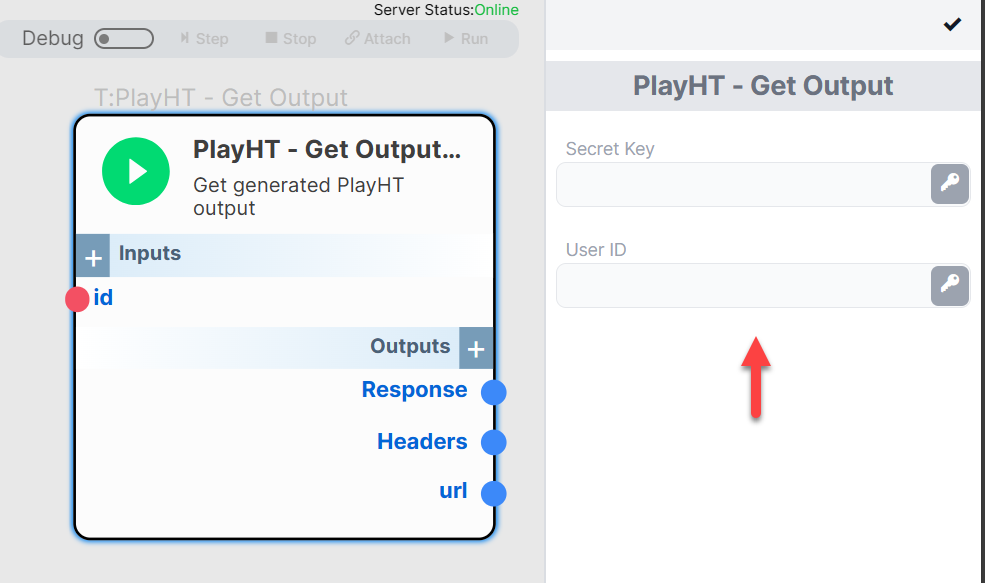 Server Status:Online
Debug
Step
Stop
Attach
Run
T:PlayHT - Get Output
PlayHT - Get Output...
Get generated PlayHT
output
+ Inputs
id
Outputs +
Response
Headers
url
PlayHT - Get Output
Secret Key
User ID